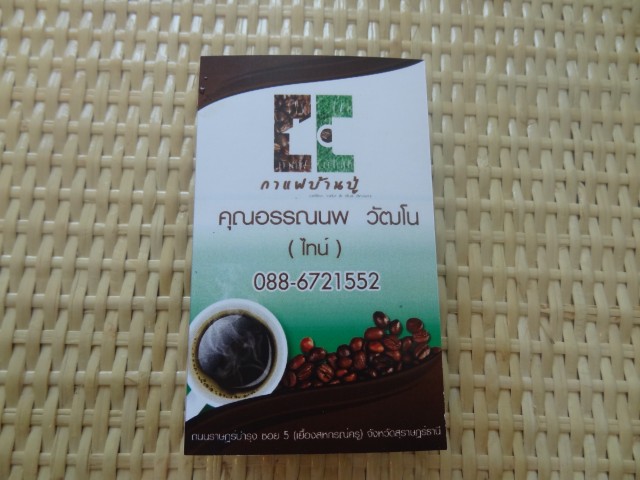 กาแฟบ้านปู่
คุณอรรณนพ วัฒโน
( ไทน์ )
088-6721552
ถนนราษฎร์บำรุง ซอย 5 (เยื้องสหกรณ์ครู) จังหวัดสุราษฎร์ธานี